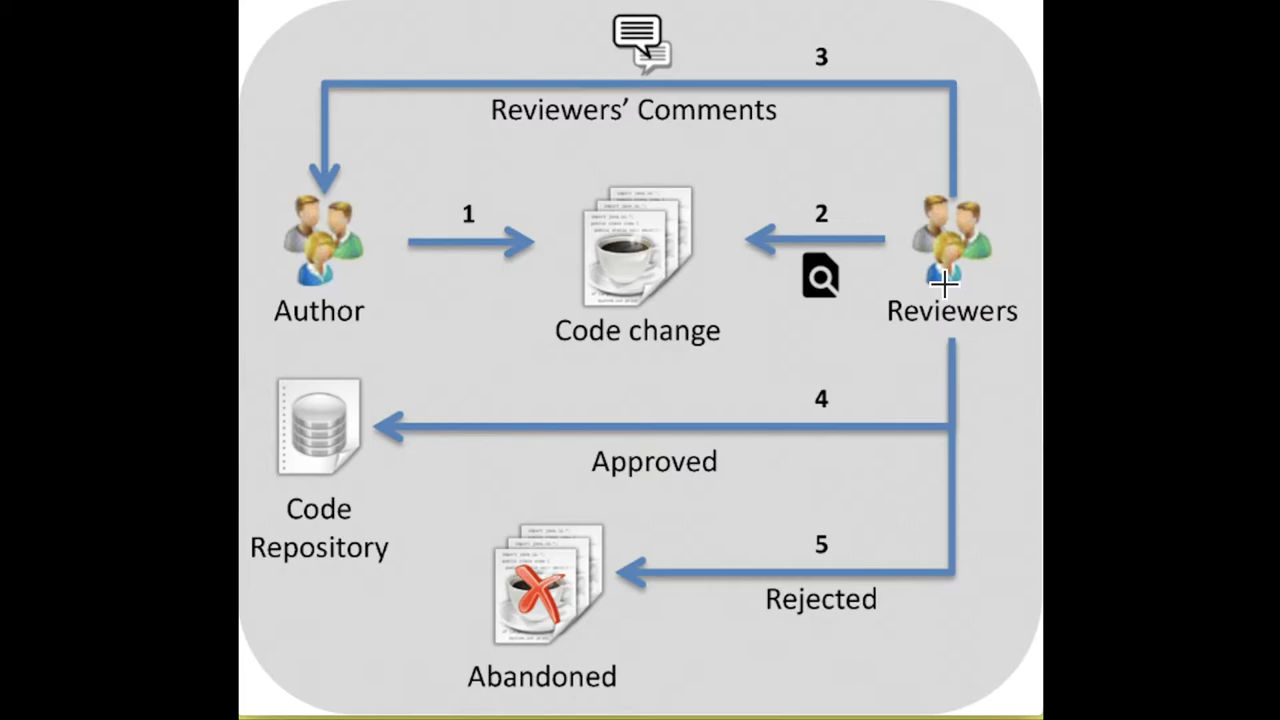 3
Reviewers’ Comments
1
2
Author
Code change
Reviewers
4
Approved
Code
Repository
5
Rejected
Abandoned